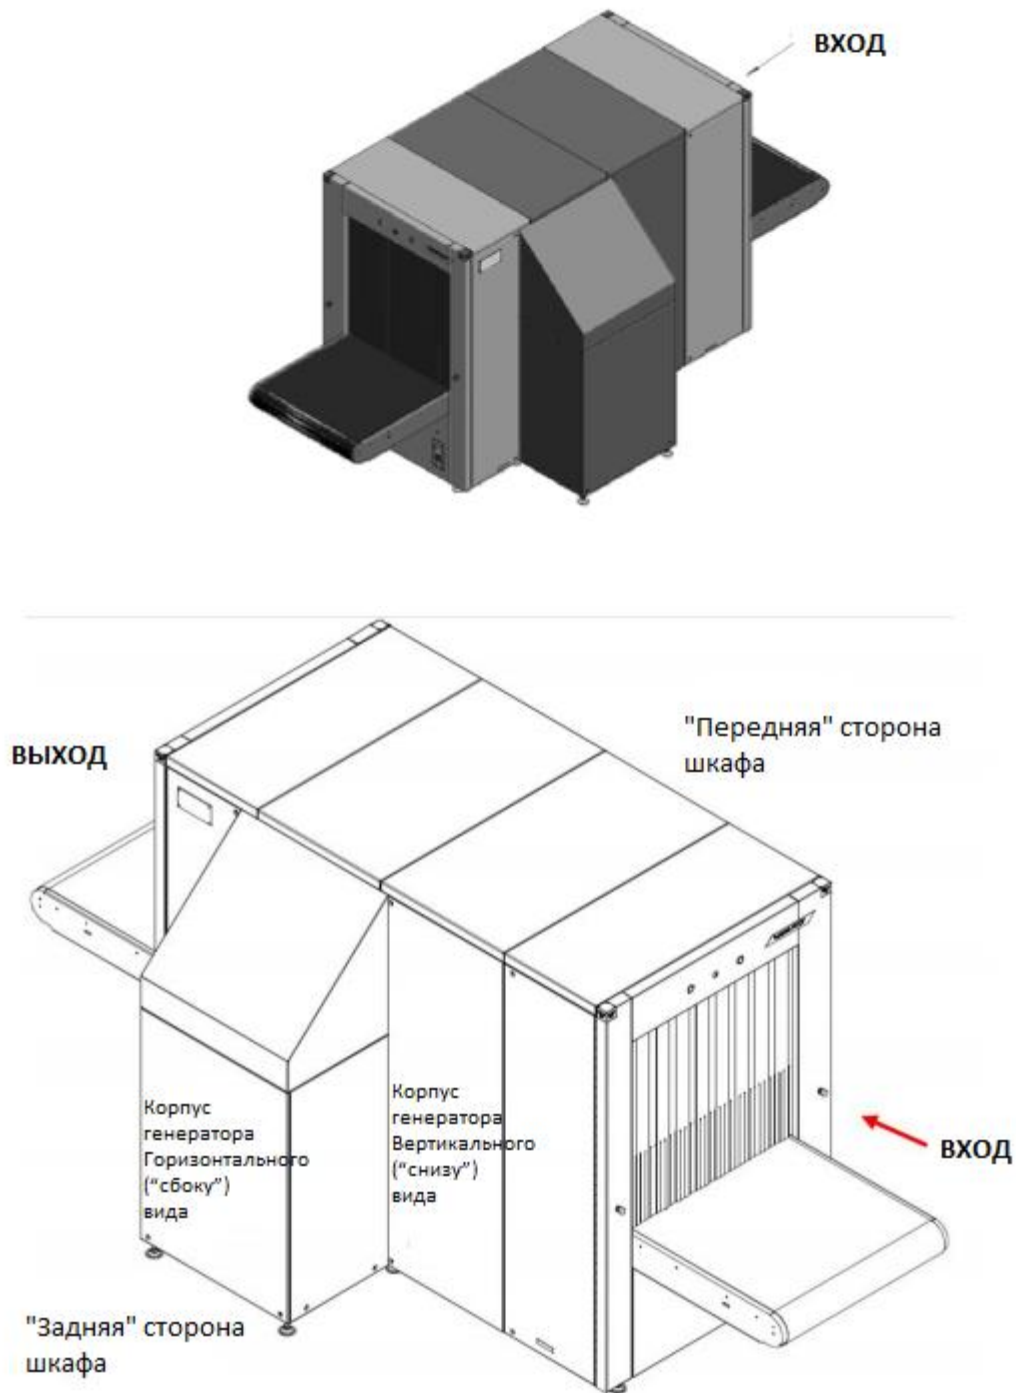 ВХОД
"Передняя" сторона
шкафа
ВЫХОД
Корпус
генератора
Горизонтального
(“сбоку”)
вида
Корпус
генератора
Вертикального
(“снизу”)
вида
ВХОД
"Задняя" сторона
шкафа